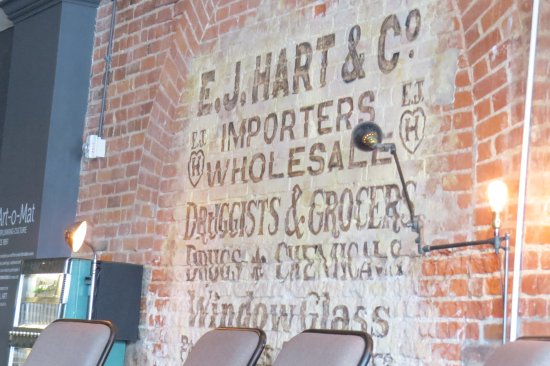 E.J. HART & Co
IMPORTERS
WHOLESALE
E.J.
H
E.J.
H
DRUGGISTS & GROCERS
DRUGS & CHEMICALS
WINDOW GLASS
Art-o-Mat